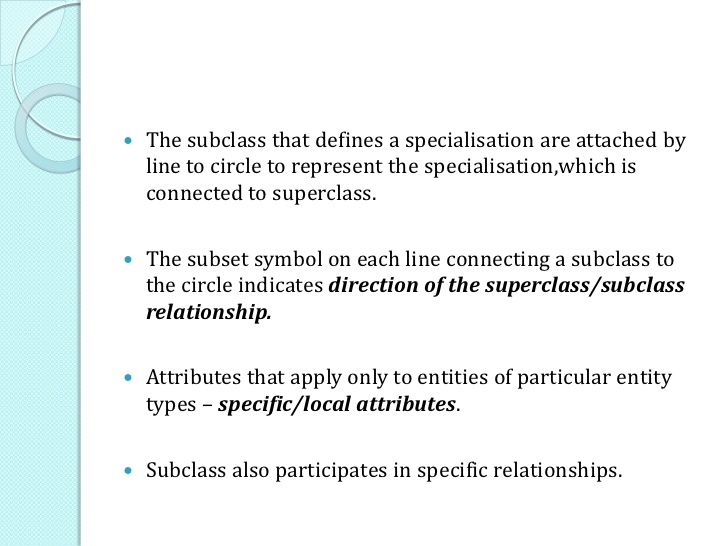 • The subclass that defines a specialisation are attached by
line to circle to represent the specialisation,which is
connected to superclass.
• The subset symbol on each line connecting a subclass to
the circle indicates direction of the superclass/subclass
relationship.
• Attributes that apply only to entities of particular entity
types – specific/local attributes.
• Subclass also participates in specific relationships.